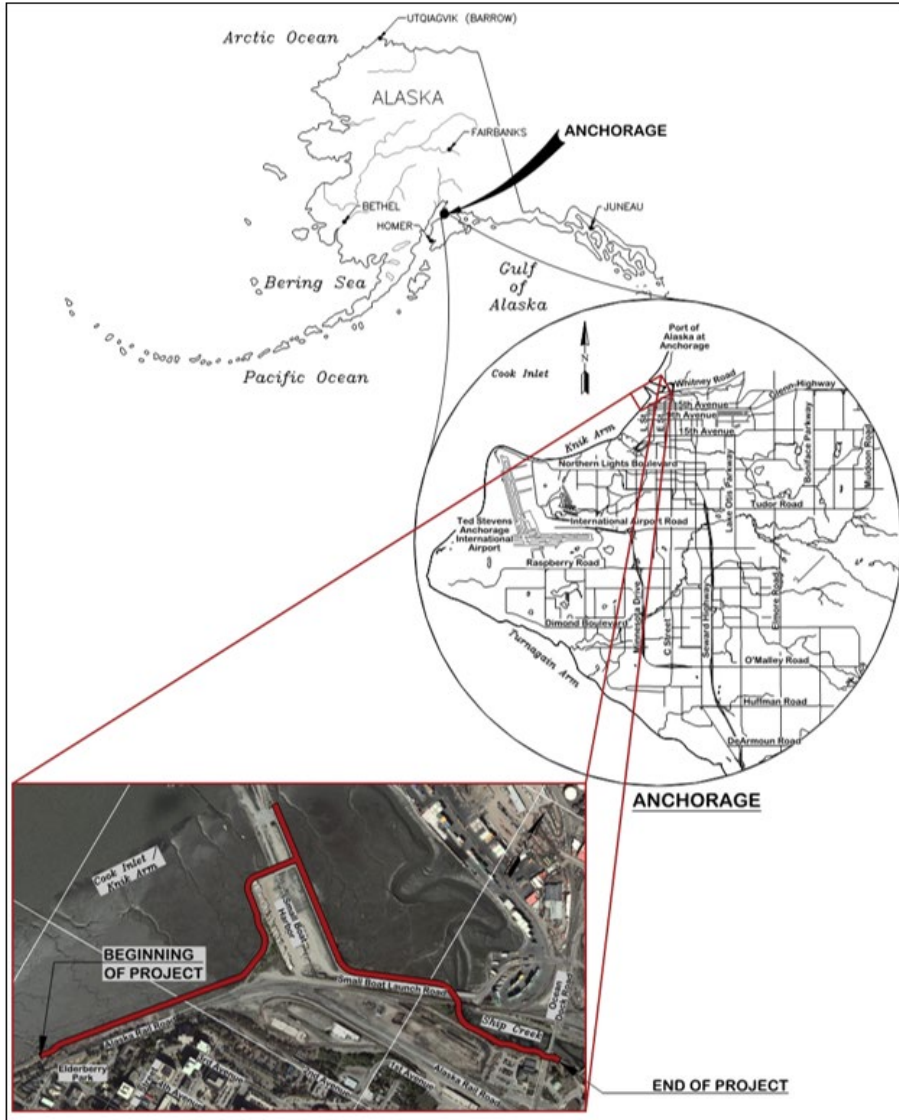 UTQIAGVIK (BARROW)
Arctic Ocean
ALASKA
FAIRBANKS
ANCHORAGE
BETHEL
HOMER
JUNEAU
Bering Sea
Gulf
of
Alaska
Pacific Ocean
Port of
Alaska at
Anchorage
Cook Inlet
N
Whitney Road
Glenn Highway
5th Avenue
15th Avenue
Knik Arm
Northern Lights Boulevard
Boniface Parkway
Muldoon Road
Lake Otis Parkway
Tudor Road
Ted Stevens
Anchorage
International
Airport
International Airport Road
Raspberry Road
Minnesota Drive
C Street
Seward Highway
Elmore Road
Dimond Boulevard
Turnagain Arm
O'Malley Road
Huffman Road
DeArmoun Road
ANCHORAGE
Cook Inlet /
Knik Arm
Small Boat
Harbor
BEGINNING
OF PROJECT
Small Boat Launch Road
Ocean
Dock Road
Ship Creek
Alaska Rail Road
Elderberry
Park
3rd Avenue
4th Avenue
2nd Avenue
1st Avenue
Alaska Rail Road
END OF PROJECT